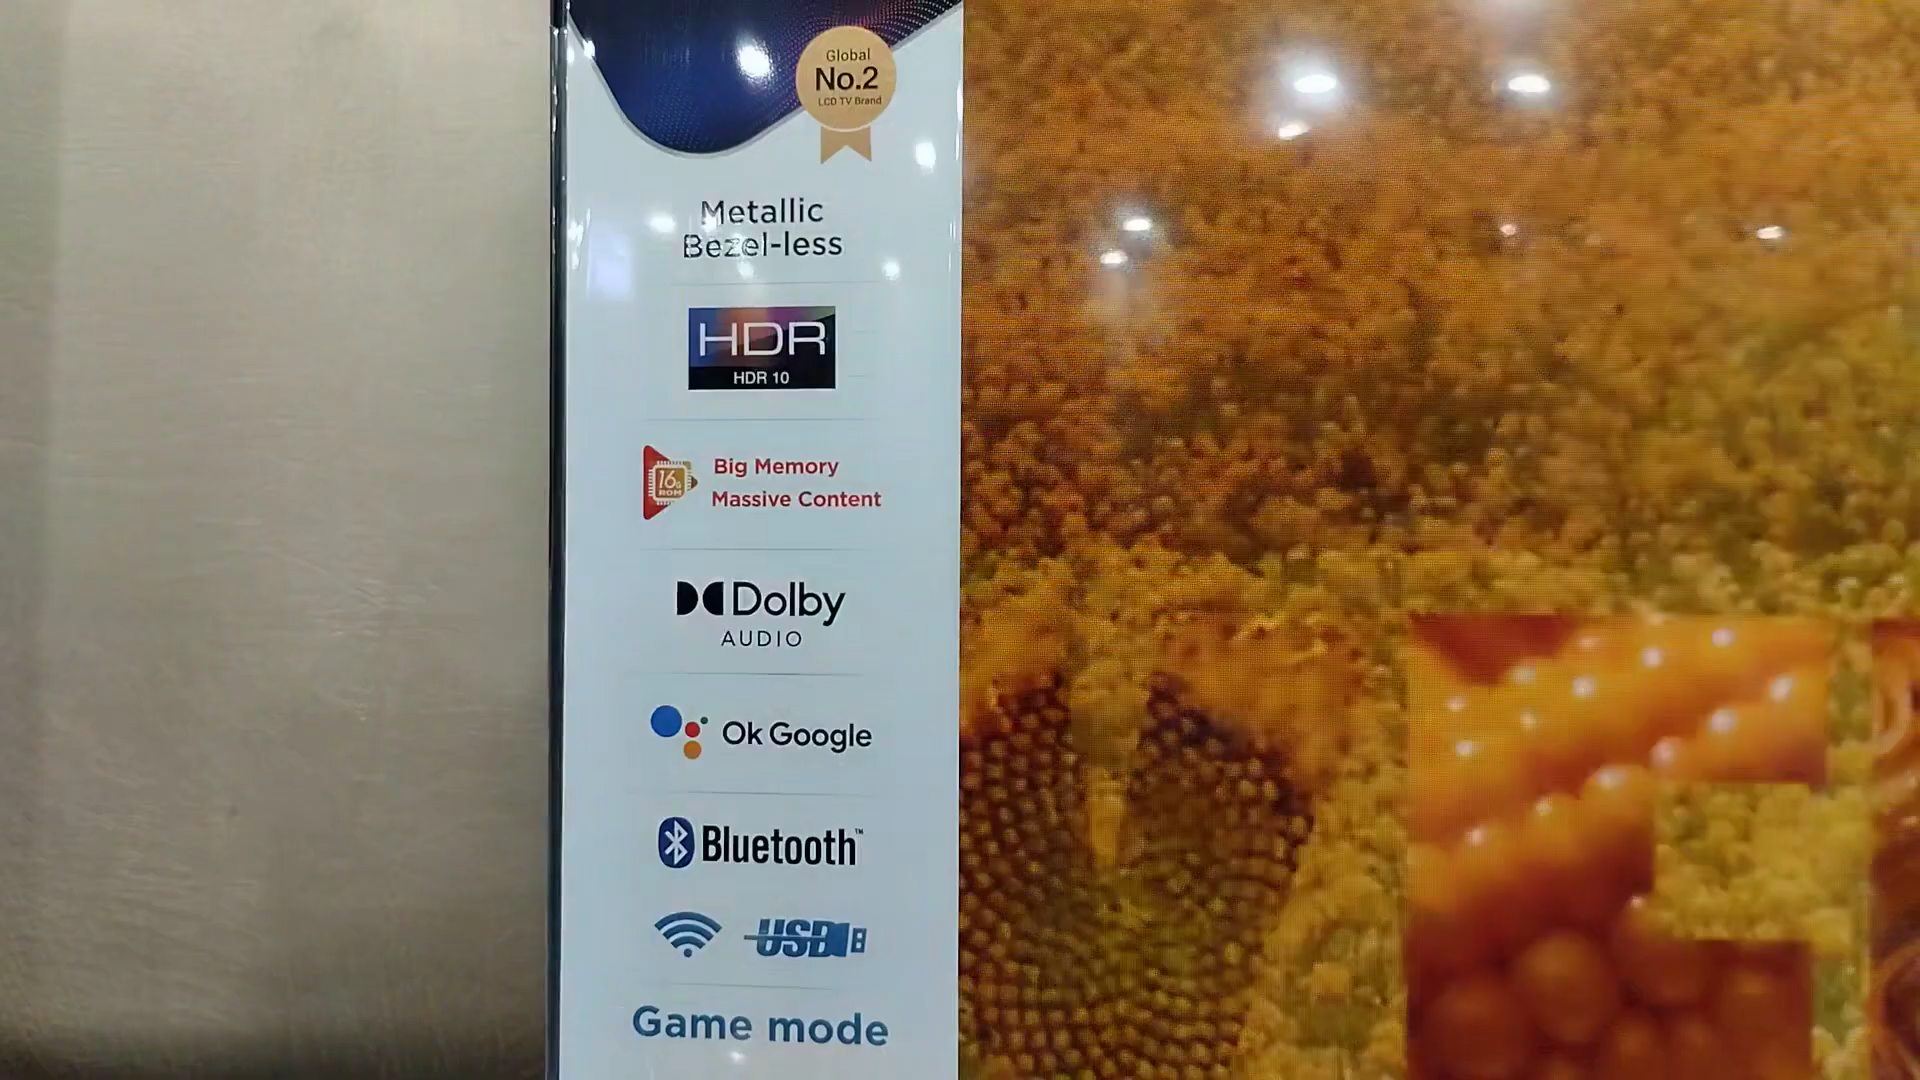 Global
No.2
LCD TV Brand
Metallic
Bezel-less
HDR
HDR 10
16G
ROM
Big Memory
Massive Content
Dolby
AUDIO
Ok Google
Bluetooth™
USB
Game mode